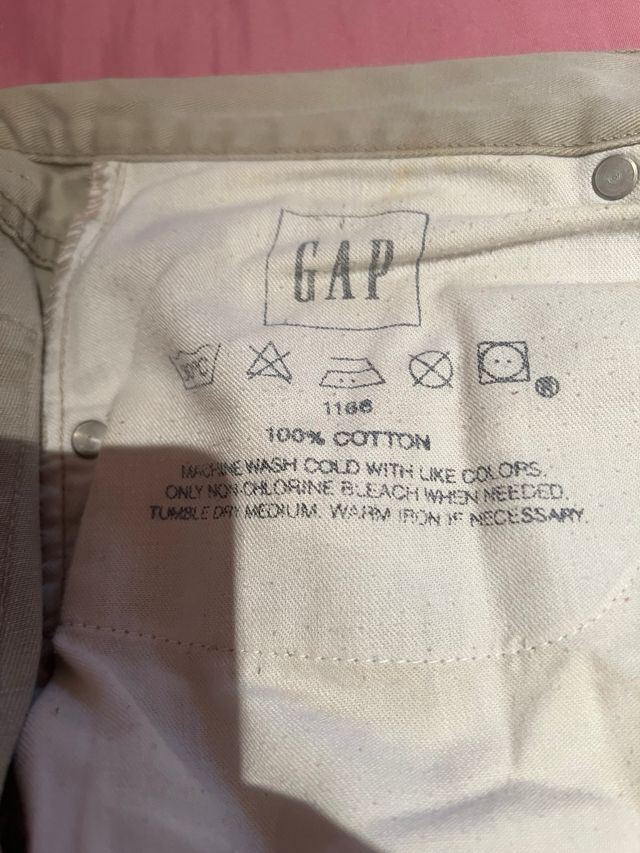 GAP
30°C
®
1166
100% COTTON
MACHINE WASH COLD WITH LIKE COLORS.
ONLY NON-CHLORINE BLEACH WHEN NEEDED.
TUMBLE DRY MEDIUM. WARM IRON IF NECESSARY.